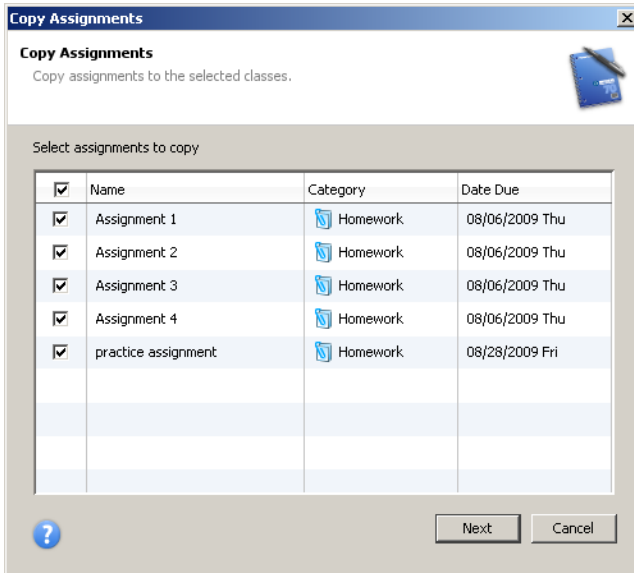 Copy Assignments
Copy Assignments
Copy assignments to the selected classes.
70
Select assignments to copy
Name Category Date Due
Assignment 1 Homework 08/06/2009 Thu
Assignment 2 Homework 08/06/2009 Thu
Assignment 3 Homework 08/06/2009 Thu
Assignment 4 Homework 08/06/2009 Thu
practice assignment Homework 08/28/2009 Fri
? Next Cancel